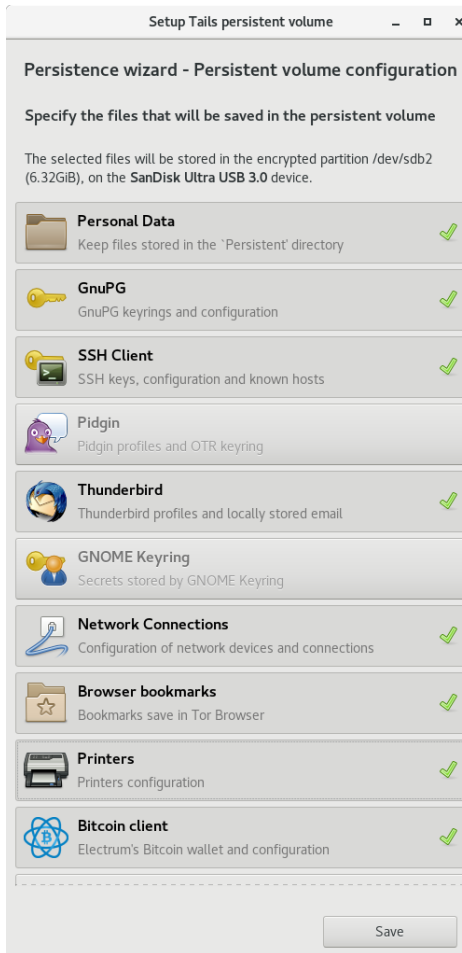 Setup Tails persistent volume
Persistence wizard - Persistent volume configuration
Specify the files that will be saved in the persistent volume
The selected files will be stored in the encrypted partition /dev/sdb2
(6.32GiB), on the SanDisk Ultra USB 3.0 device.
Personal Data
Keep files stored in the `Persistent' directory
GnuPG
GnuPG keyrings and configuration
SSH Client
SSH keys, configuration and known hosts
Pidgin
Pidgin profiles and OTR keyring
Thunderbird
Thunderbird profiles and locally stored email
GNOME Keyring
Secrets stored by GNOME Keyring
Network Connections
Configuration of network devices and connections
Browser bookmarks
Bookmarks save in Tor Browser
Printers
Printers configuration
Bitcoin client
Electrum's Bitcoin wallet and configuration
Save